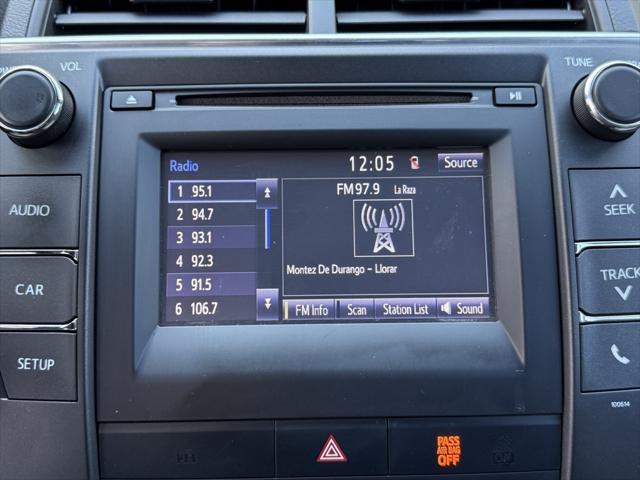 VOL
TUNE
Radio
12:05
Source
1 95.1
FM97.9 La Raza
2 94.7
3 93.1
4 92.3
Montez De Durango - Llorar
5 91.5
6 106.7
FM Info
Scan
Station List
Sound
AUDIO
CAR
SETUP
SEEK
TRACK
100614
PASS
AIR BAG
OFF